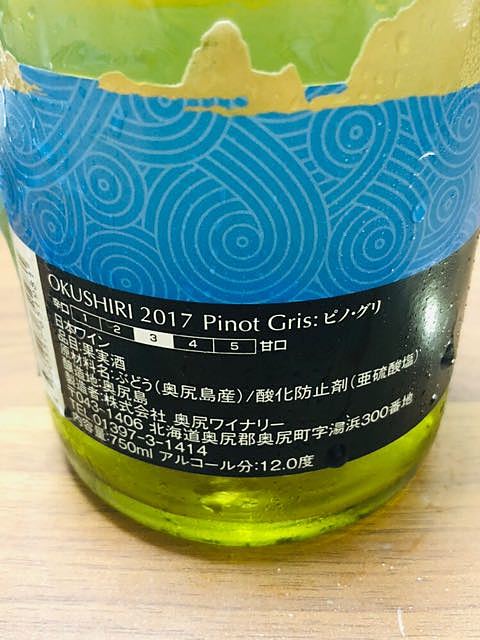 OKUSHIRI 2017 Pinot Gris: ピノ・グリ
辛口 1 2 3 4 5 甘口
日本ワイン
品目:果実酒
原材料名:ぶどう(奥尻島産)/酸化防止剤(亜硫酸塩)
奥尻島
製造者:株式会社 奥尻ワイナリー
〒043-1406 北海道奥尻郡奥尻町字湯浜300番地
TEL 01397-3-1414
内容量:750ml アルコール分:12.0度